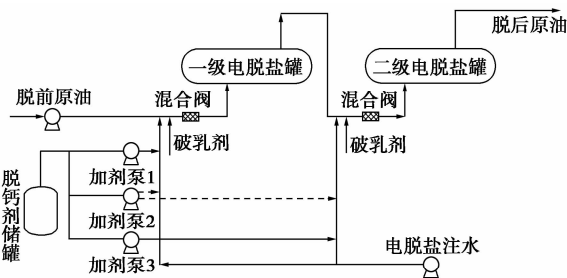 脱后原油
一级电脱盐罐
二级电脱盐罐
脱前原油
混合阀
混合阀
破乳剂
破乳剂
脱钙剂储罐
加剂泵1
加剂泵2
加剂泵3
电脱盐注水